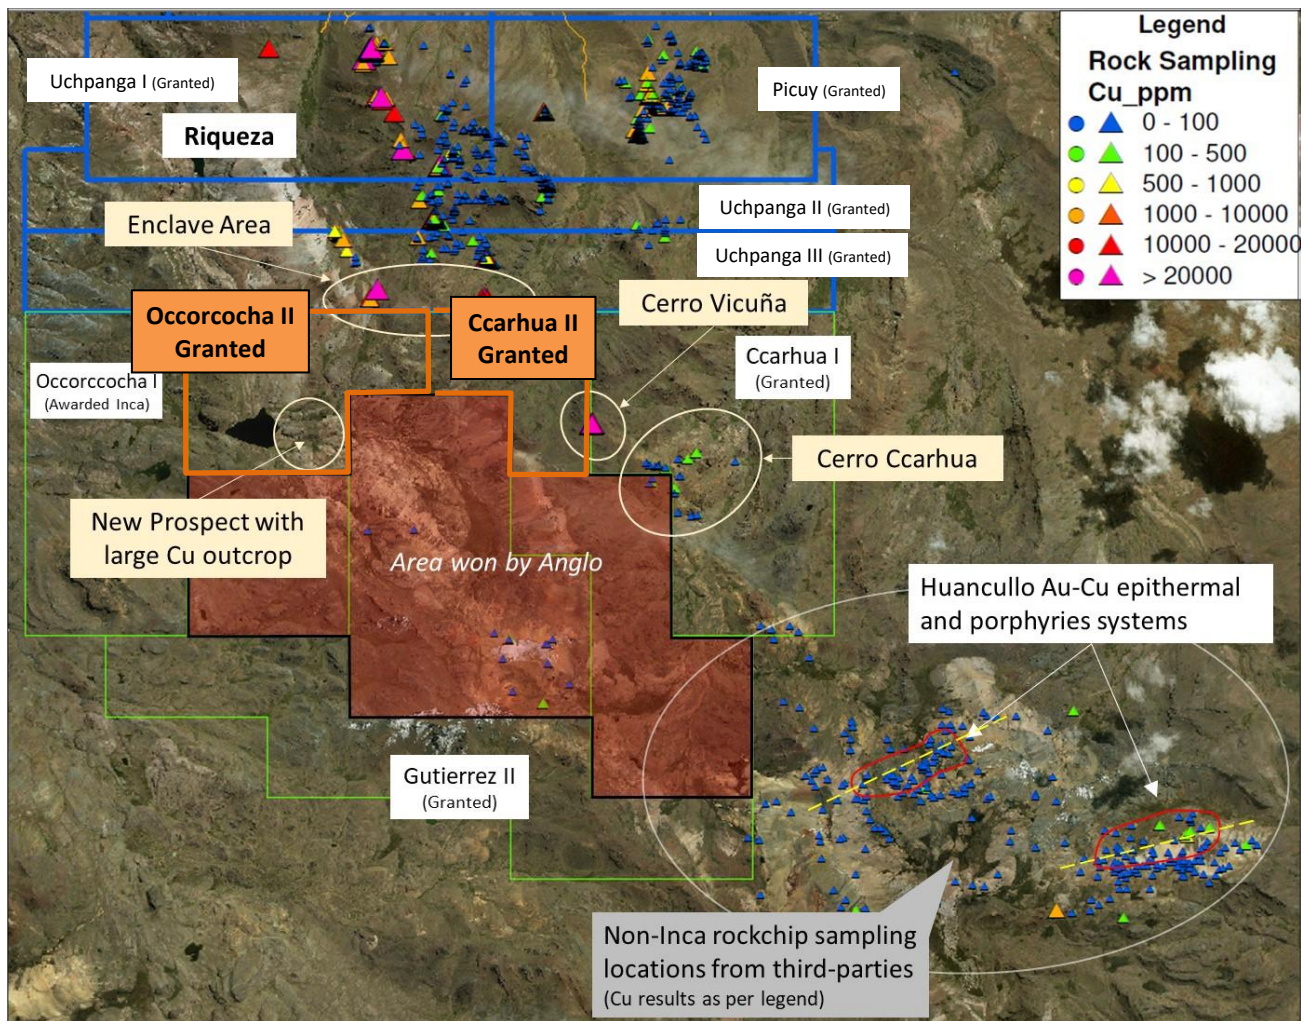 Legend
Rock Sampling
Cu_ppm
0 - 100
100 - 500
500 - 1000
1000 - 10000
10000 - 20000
> 20000
Uchpanga I (Granted)
Picuy (Granted)
Riqueza
Uchpanga II (Granted)
Enclave Area
Uchpanga III (Granted)
Cerro Vicuña
Occorcocha II
Granted
Ccarhua II
Granted
Ccarhua I
(Granted)
Occorccocha I
(Awarded Inca)
Cerro Ccarhua
New Prospect with
large Cu outcrop
Area won by Anglo
Huancullo Au-Cu epithermal
and porphyries systems
Gutierrez II
(Granted)
Non-Inca rockchip sampling
locations from third-parties
(Cu results as per legend)